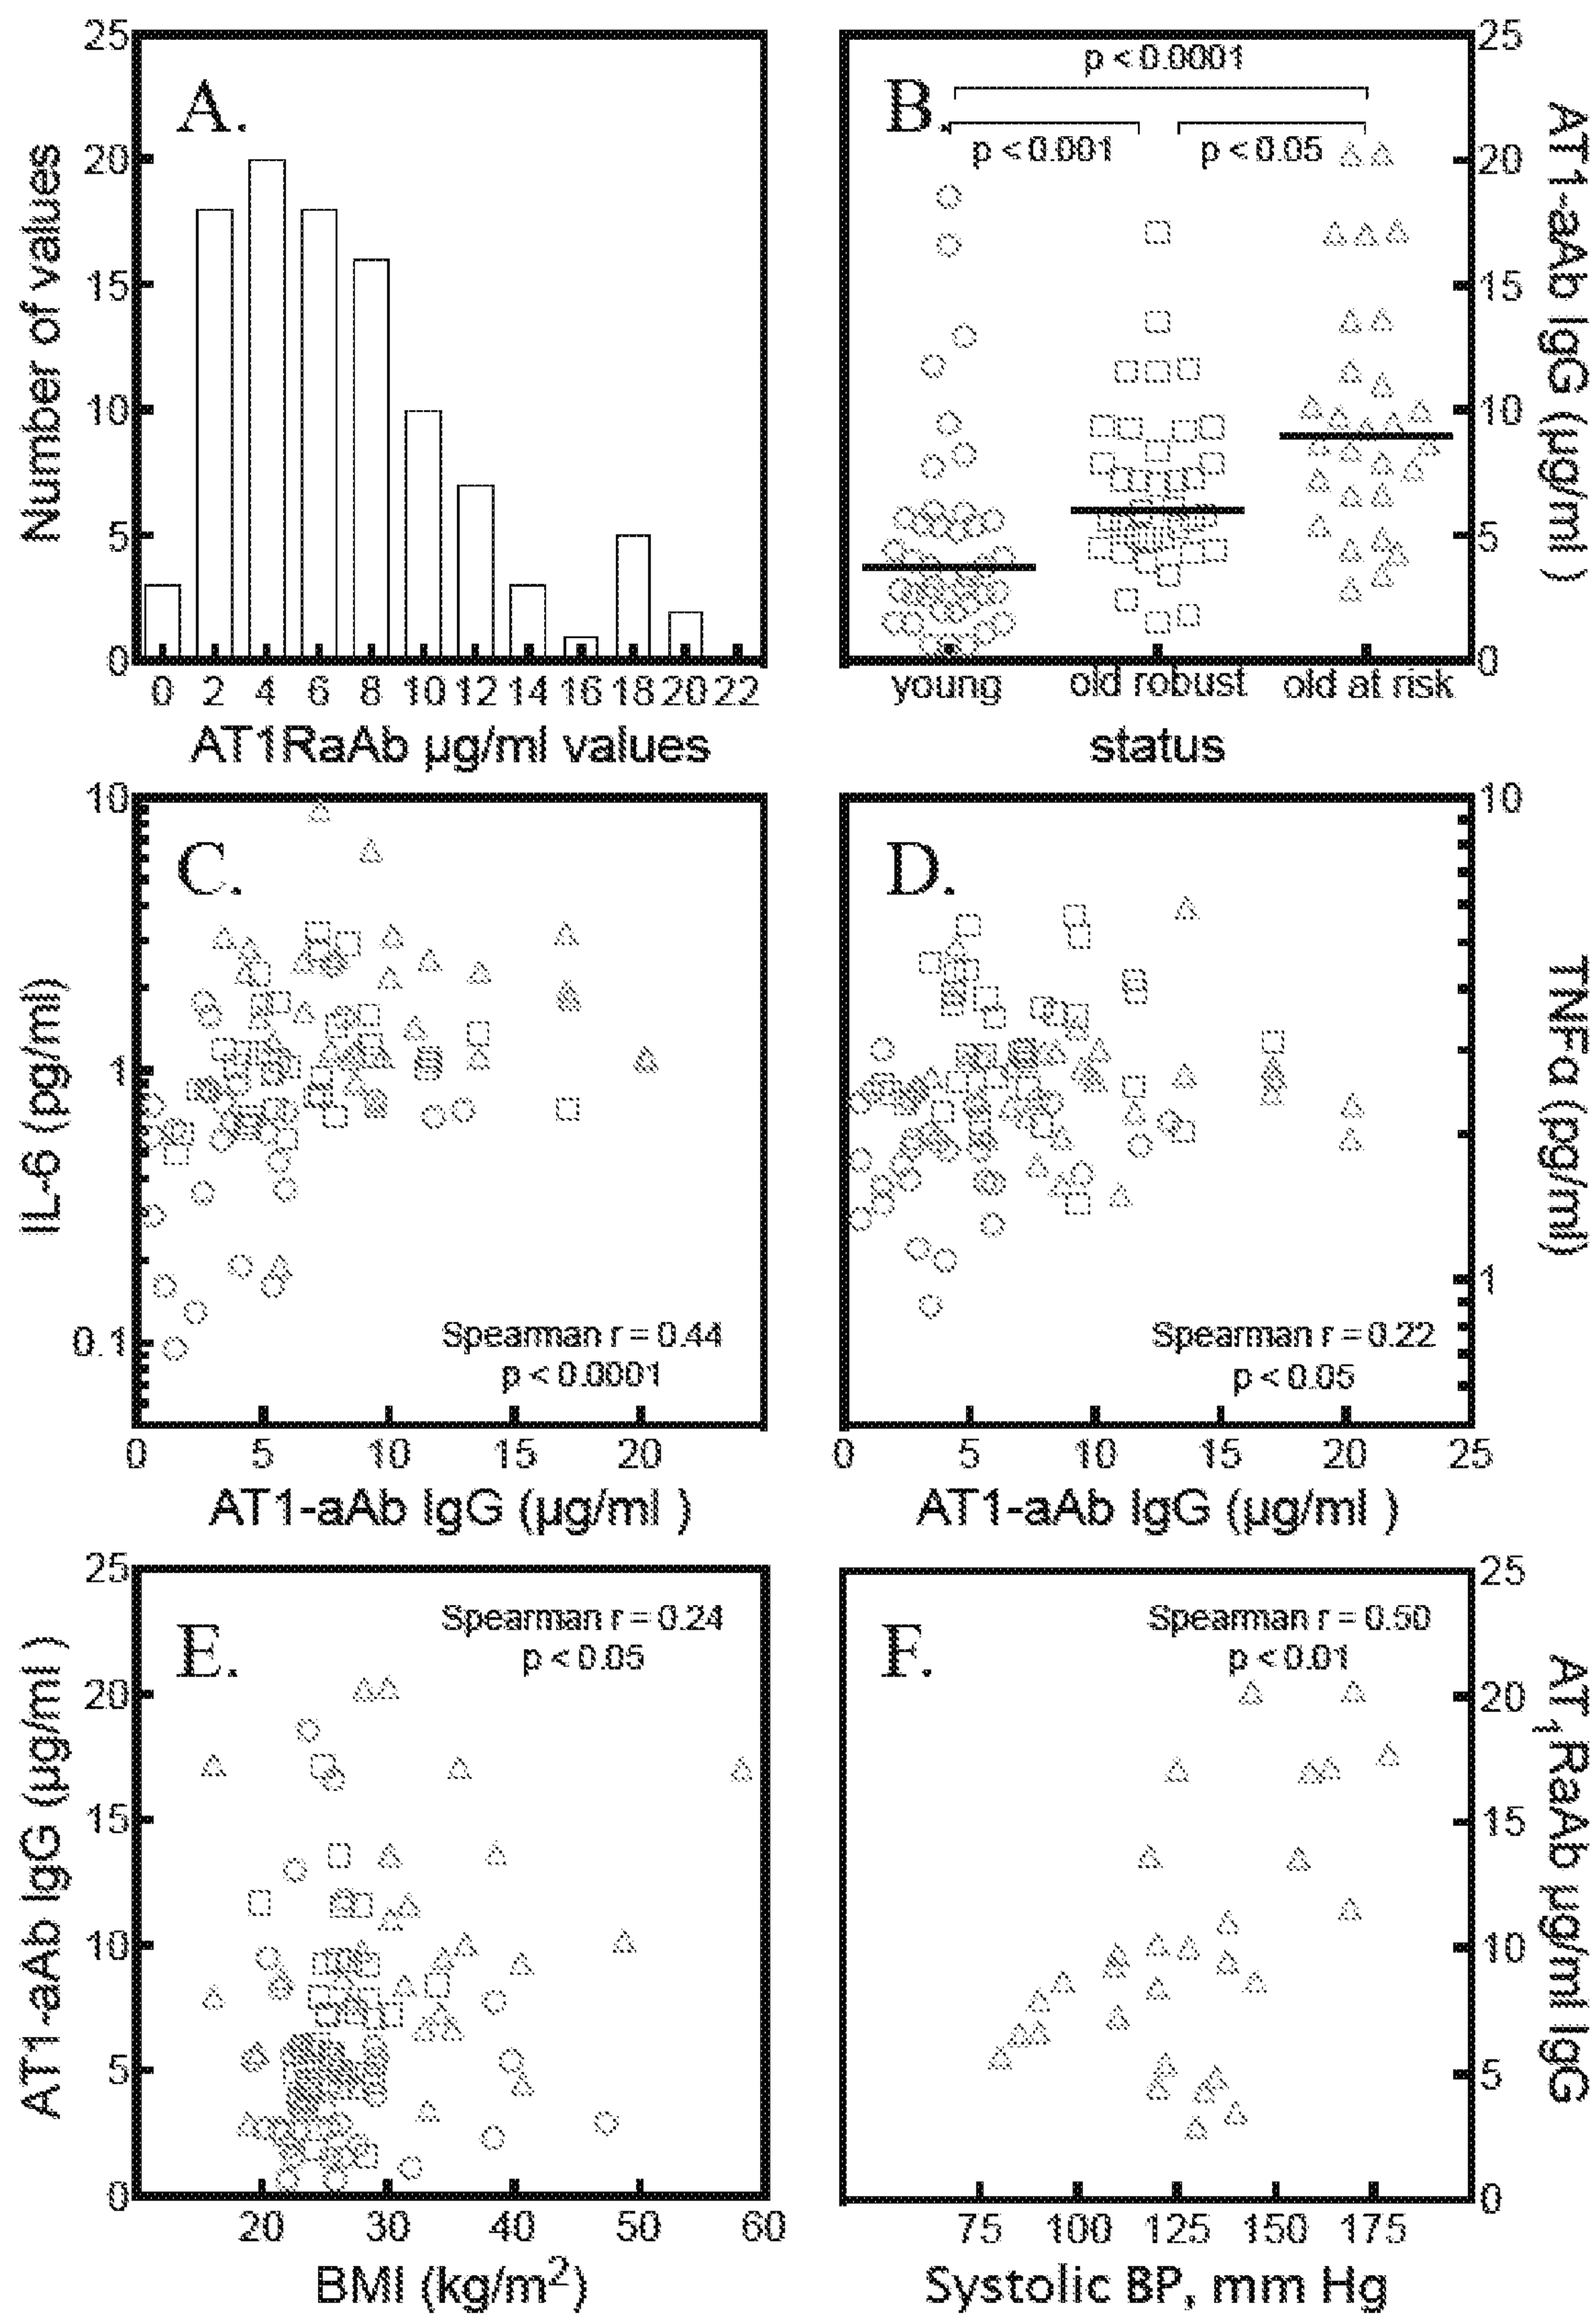 A.
25
20
15
10
5
0
Number of values
0 2 4 6 8 10 12 14 16 18 20 22
AT1RaAb µg/ml values
B.
p < 0.0001
p < 0.001
p < 0.05
25
20
15
10
5
0
AT1-aAb IgG (µg/ml )
young old robust old at risk
status
C.
10
1
0.1
IL-6 (pg/ml)
Spearman r = 0.44
p < 0.0001
0 5 10 15 20
AT1-aAb IgG (µg/ml )
D.
10
1
TNFα (pg/ml)
Spearman r = 0.22
p < 0.05
0 5 10 15 20 25
AT1-aAb IgG (µg/ml )
E.
Spearman r = 0.24
p < 0.05
25
20
15
10
5
0
AT1-aAb IgG (µg/ml )
20 30 40 50 60
BMI (kg/m²)
F.
Spearman r = 0.50
p < 0.01
25
20
15
10
5
0
AT₁RaAb µg/ml IgG
75 100 125 150 175
Systolic BP, mm Hg